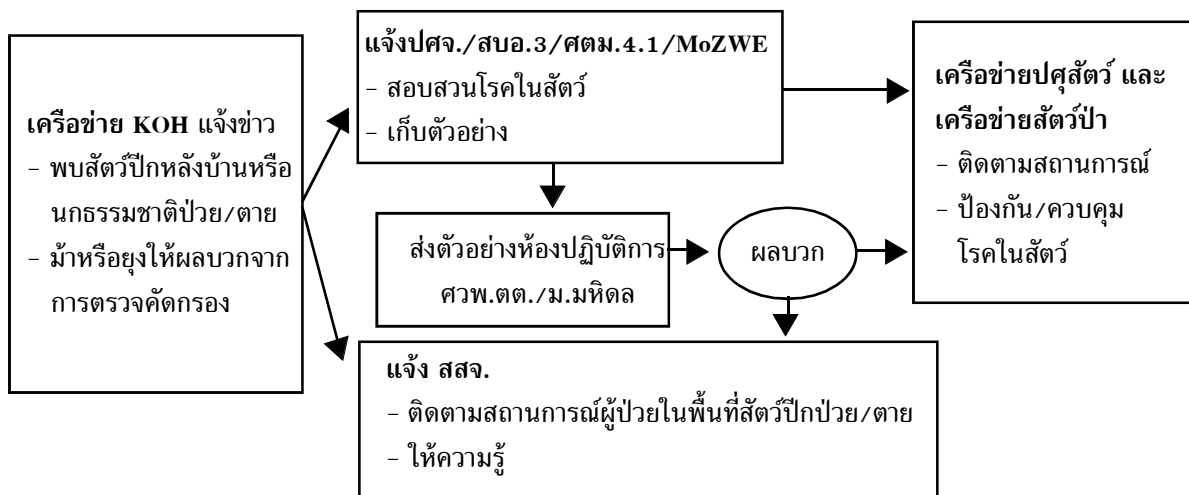 เครือข่าย KOH แจ้งข่าว
- พบสัตว์ปีกหลังบ้านหรือ
นกธรรมชาติป่วย/ตาย
- ม้าหรือยุงให้ผลบวกจาก
การตรวจคัดกรอง
แจ้งปศจ./สบอ.3/ศตม.4.1/MoZWE
- สอบสวนโรคในสัตว์
- เก็บตัวอย่าง
ส่งตัวอย่างห้องปฏิบัติการ
ศวพ.ตต./ม.มหิดล
ผลบวก
เครือข่ายปศุสัตว์ และ
เครือข่ายสัตว์ป่า
- ติดตามสถานการณ์
- ป้องกัน/ควบคุม
โรคในสัตว์
แจ้ง สสจ.
- ติดตามสถานการณ์ผู้ป่วยในพื้นที่สัตว์ปีกป่วย/ตาย
- ให้ความรู้